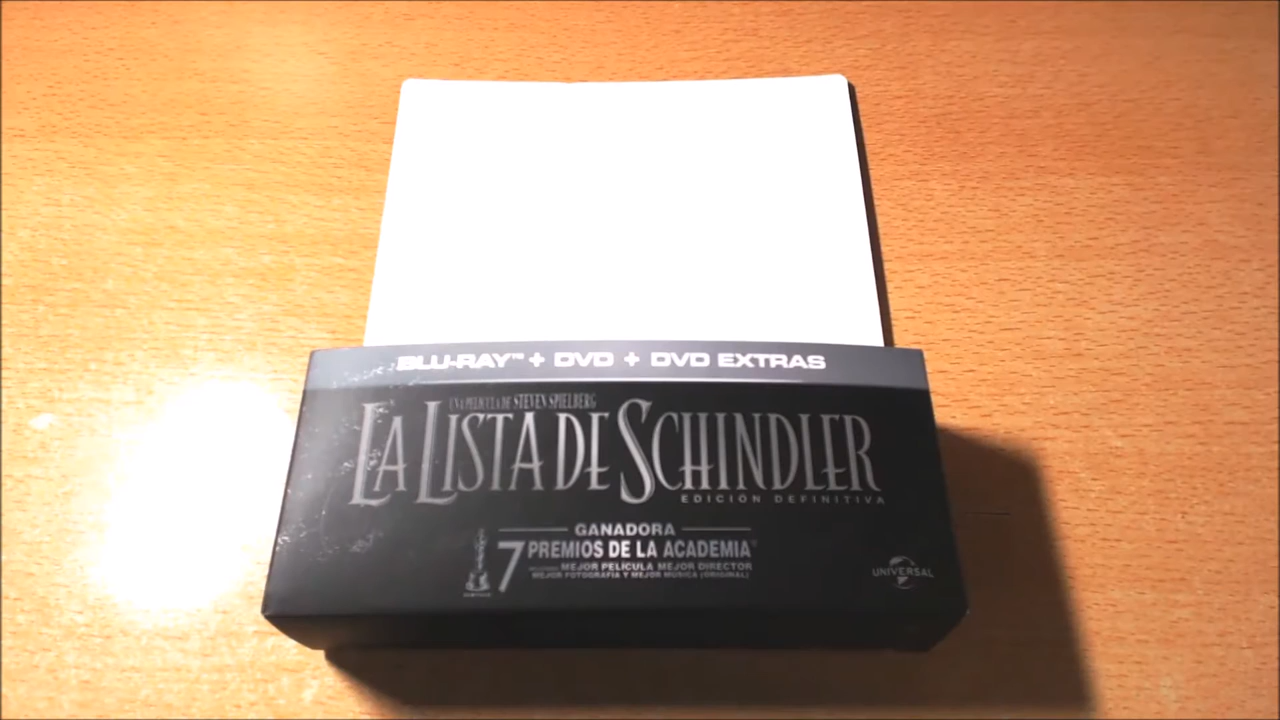 BLU-RAY™ + DVD + DVD EXTRAS
UNA PELÍCULA DE STEVEN SPIELBERG
LA LISTA DE SCHINDLER
EDICIÓN DEFINITIVA
GANADORA
7 PREMIOS DE LA ACADEMIA®
MEJOR PELÍCULA MEJOR DIRECTOR
MEJOR FOTOGRAFÍA Y MEJOR MÚSICA (ORIGINAL)
UNIVERSAL